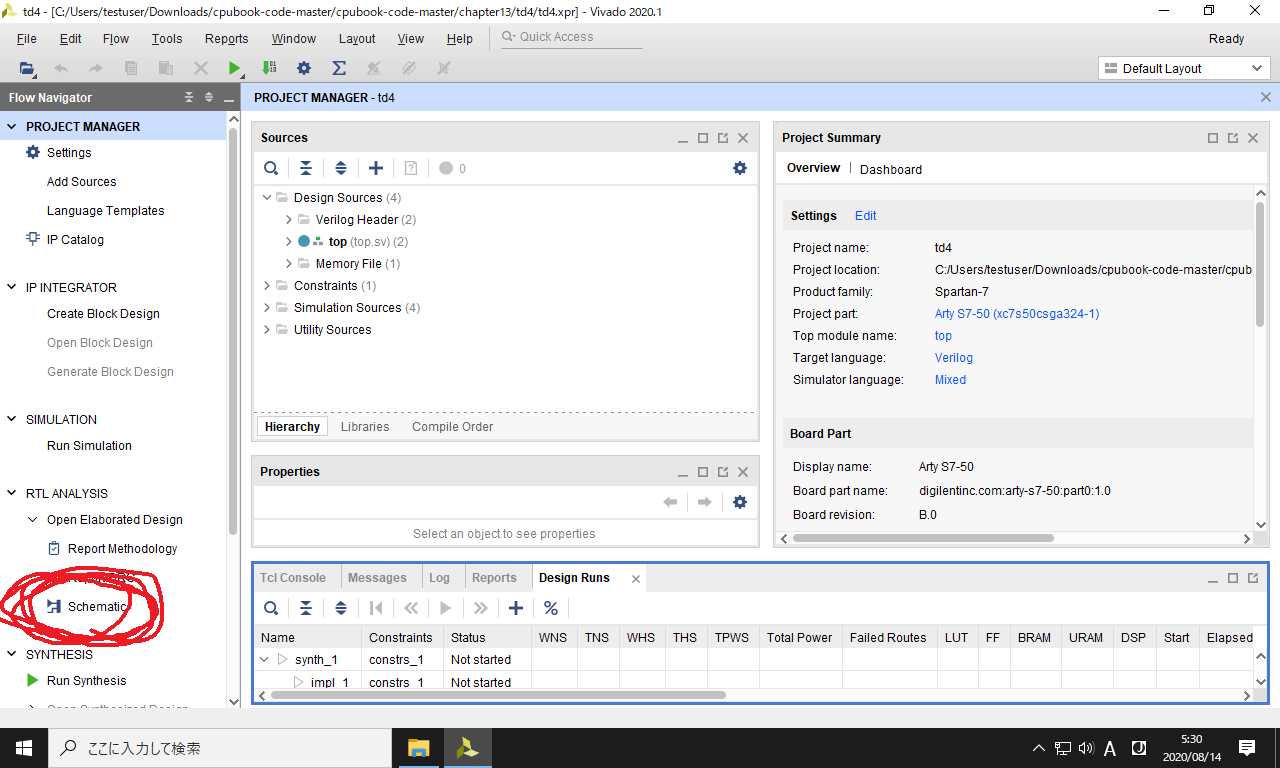 td4 - [C:/Users/testuser/Downloads/cpubook-code-master/cpubook-code-master/chapter13/td4/td4.xpr] - Vivado 2020.1
File Edit Flow Tools Reports Window Layout View Help Quick Access Ready
Default Layout
Flow Navigator
PROJECT MANAGER
Settings
Add Sources
Language Templates
IP Catalog
IP INTEGRATOR
Create Block Design
Open Block Design
Generate Block Design
SIMULATION
Run Simulation
RTL ANALYSIS
Open Elaborated Design
Report Methodology
Schematic
SYNTHESIS
Run Synthesis
Open Synthesized Design
PROJECT MANAGER - td4
Sources
0
Design Sources (4)
Verilog Header (2)
top (top.sv) (2)
Memory File (1)
Constraints (1)
Simulation Sources (4)
Utility Sources
Hierarchy Libraries Compile Order
Properties
Select an object to see properties
Project Summary
Overview | Dashboard
Settings Edit
Project name: td4
Project location: C:/Users/testuser/Downloads/cpubook-code-master/cpub
Product family: Spartan-7
Project part: Arty S7-50 (xc7s50csga324-1)
Top module name: top
Target language: Verilog
Simulator language: Mixed
Board Part
Display name: Arty S7-50
Board part name: digilentinc.com:arty-s7-50:part0:1.0
Board revision: B.0
Tcl Console Messages Log Reports Design Runs
Name Constraints Status WNS TNS WHS THS TPWS Total Power Failed Routes LUT FF BRAM URAM DSP Start Elapsed
synth_1 constrs_1 Not started
impl_1 constrs_1 Not started
ここに入力して検索
A J
5:30
2020/08/14